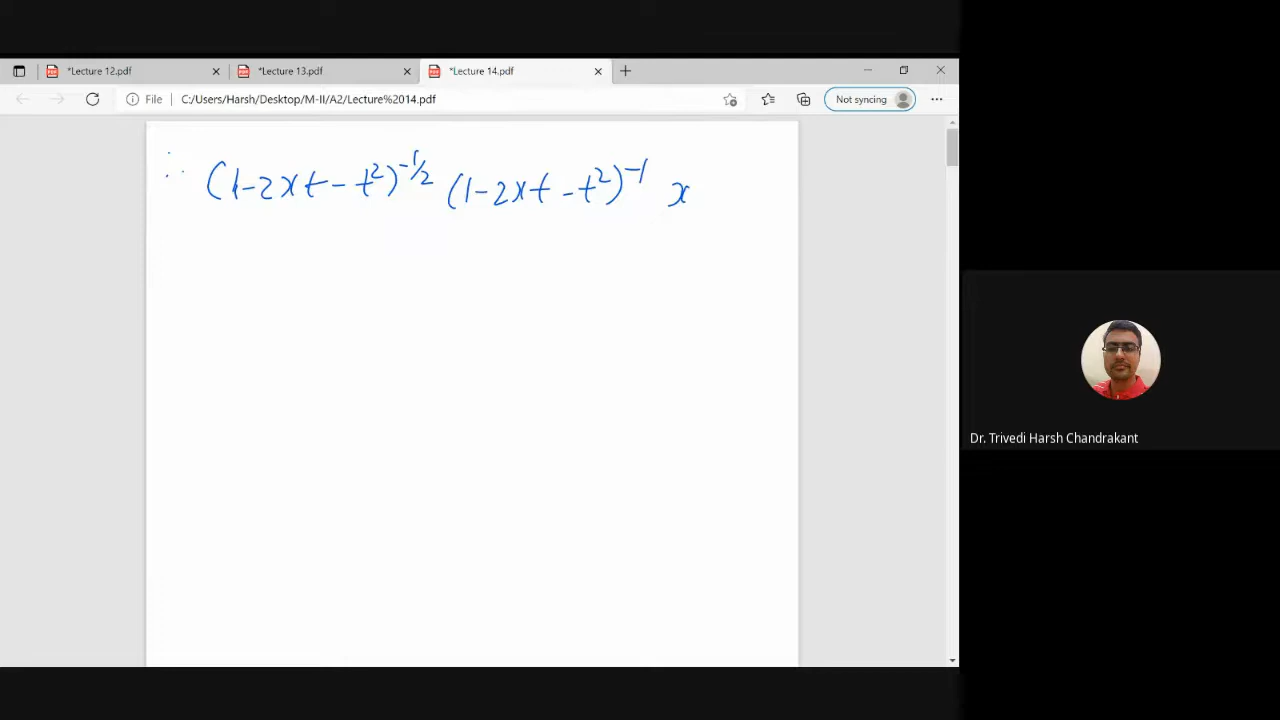 *Lecture 12.pdf *Lecture 13.pdf *Lecture 14.pdf
File C:/Users/Harsh/Desktop/M-II/A2/Lecture%2014.pdf Not syncing
∴ (1-2xt-t²)^(-1/2) (1-2xt-t²)^(-1) x
Dr. Trivedi Harsh Chandrakant